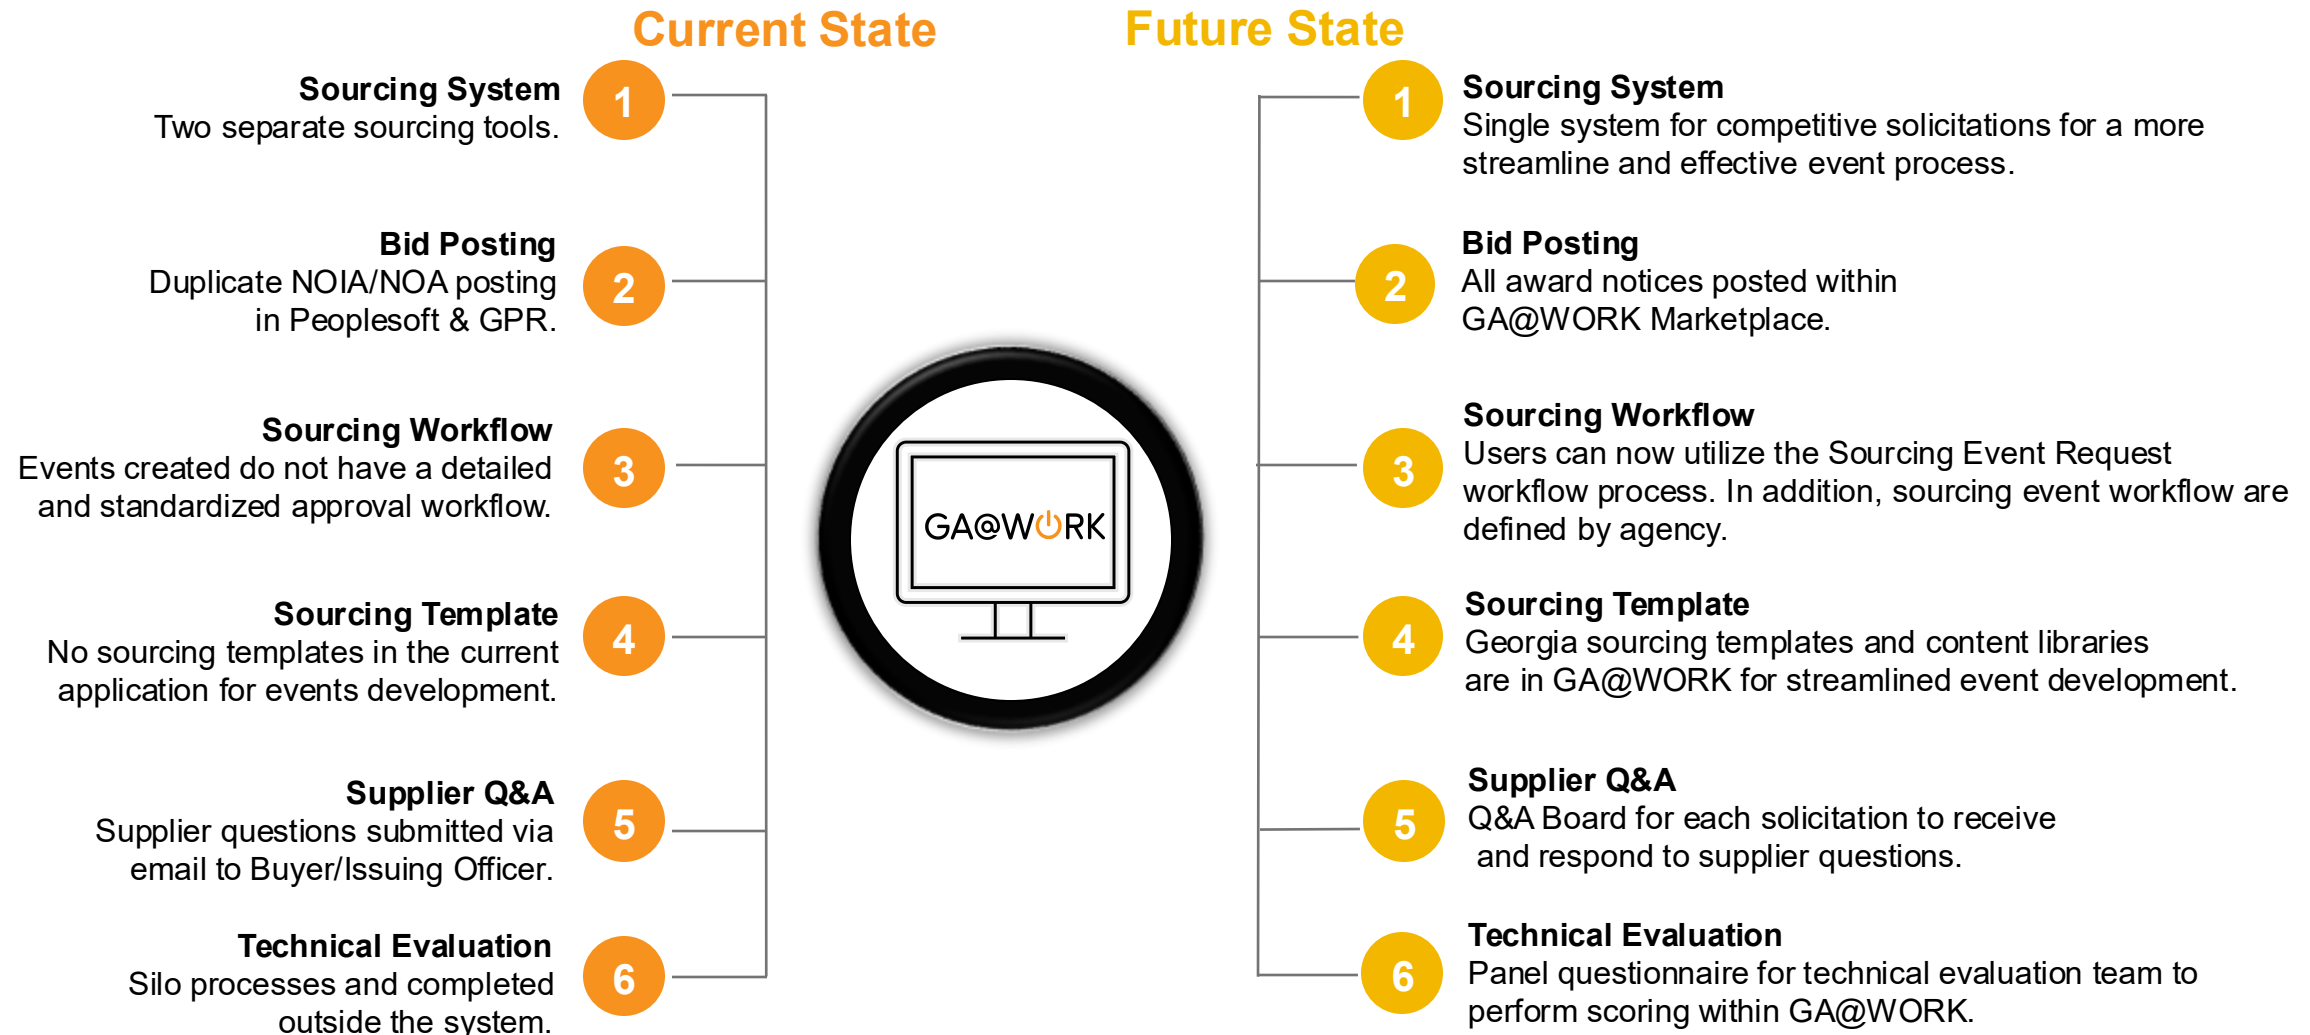 Current State
1
Sourcing System
Two separate sourcing tools.
2
Bid Posting
Duplicate NOIA/NOA posting
in Peoplesoft & GPR.
3
Sourcing Workflow
Events created do not have a detailed
and standardized approval workflow.
4
Sourcing Template
No sourcing templates in the current
application for events development.
5
Supplier Q&A
Supplier questions submitted via
email to Buyer/Issuing Officer.
6
Technical Evaluation
Silo processes and completed
outside the system.
GA@WORK
Future State
1
Sourcing System
Single system for competitive solicitations for a more
streamline and effective event process.
2
Bid Posting
All award notices posted within
GA@WORK Marketplace.
3
Sourcing Workflow
Users can now utilize the Sourcing Event Request
workflow process. In addition, sourcing event workflow are
defined by agency.
4
Sourcing Template
Georgia sourcing templates and content libraries
are in GA@WORK for streamlined event development.
5
Supplier Q&A
Q&A Board for each solicitation to receive
and respond to supplier questions.
6
Technical Evaluation
Panel questionnaire for technical evaluation team to
perform scoring within GA@WORK.